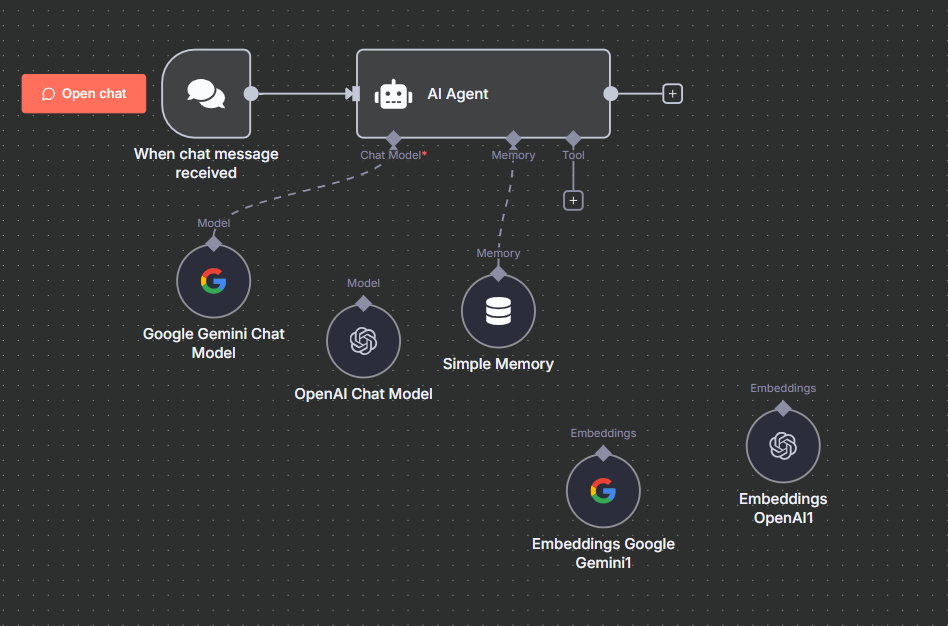 Open chat
AI Agent
When chat message
received
Chat Model*
Memory
Tool
Model
Google Gemini Chat
Model
Model
OpenAI Chat Model
Memory
Simple Memory
Embeddings
Embeddings Google
Gemini1
Embeddings
Embeddings
OpenAI1